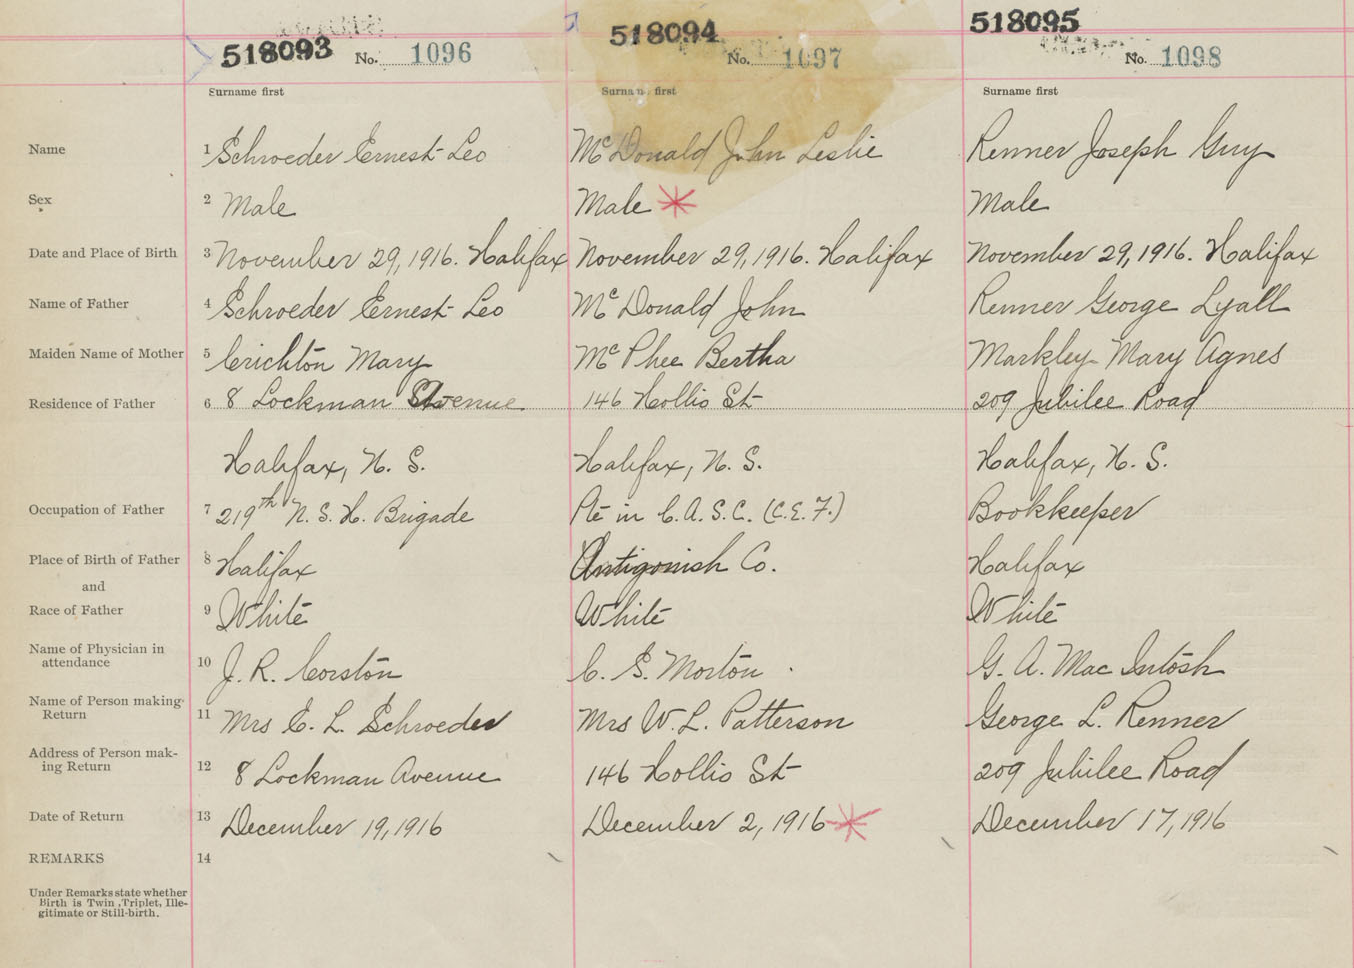 518093 No. 1096 518094 No. 1097 518095 No. 1098
Surname first Surname first Surname first
Name 1 Schroeder Ernest Leo McDonald John Leslie Renner Joseph Guy
Sex 2 Male Male Male
Date and Place of Birth 3 November 29, 1916. Halifax November 29, 1916. Halifax November 29, 1916. Halifax
Name of Father 4 Schroeder Ernest Leo McDonald John Renner George Lyall
Maiden Name of Mother 5 Crichton Mary McPhee Bertha Markley Mary Agnes
Residence of Father 6 8 Lockman Avenue 146 Hollis St 209 Jubilee Road
Halifax, N. S. Halifax, N. S. Halifax, N. S.
Occupation of Father 7 219th N. S. H. Brigade Pte in C. A. S. C. (C. E. F.) Bookkeeper
Place of Birth of Father 8 Halifax Antigonish Co. Halifax
and
Race of Father 9 White White White
Name of Physician in
attendance 10 J. R. Corston C. S. Morton G. A. MacIntosh
Name of Person making
Return 11 Mrs E. L. Schroeder Mrs W. L. Patterson George L. Renner
Address of Person mak-
ing Return 12 8 Lockman Avenue 146 Hollis St 209 Jubilee Road
Date of Return 13 December 19, 1916 December 2, 1916 December 17, 1916
REMARKS 14
Under Remarks state whether
Birth is Twin, Triplet, Ille-
gitimate or Still-birth.